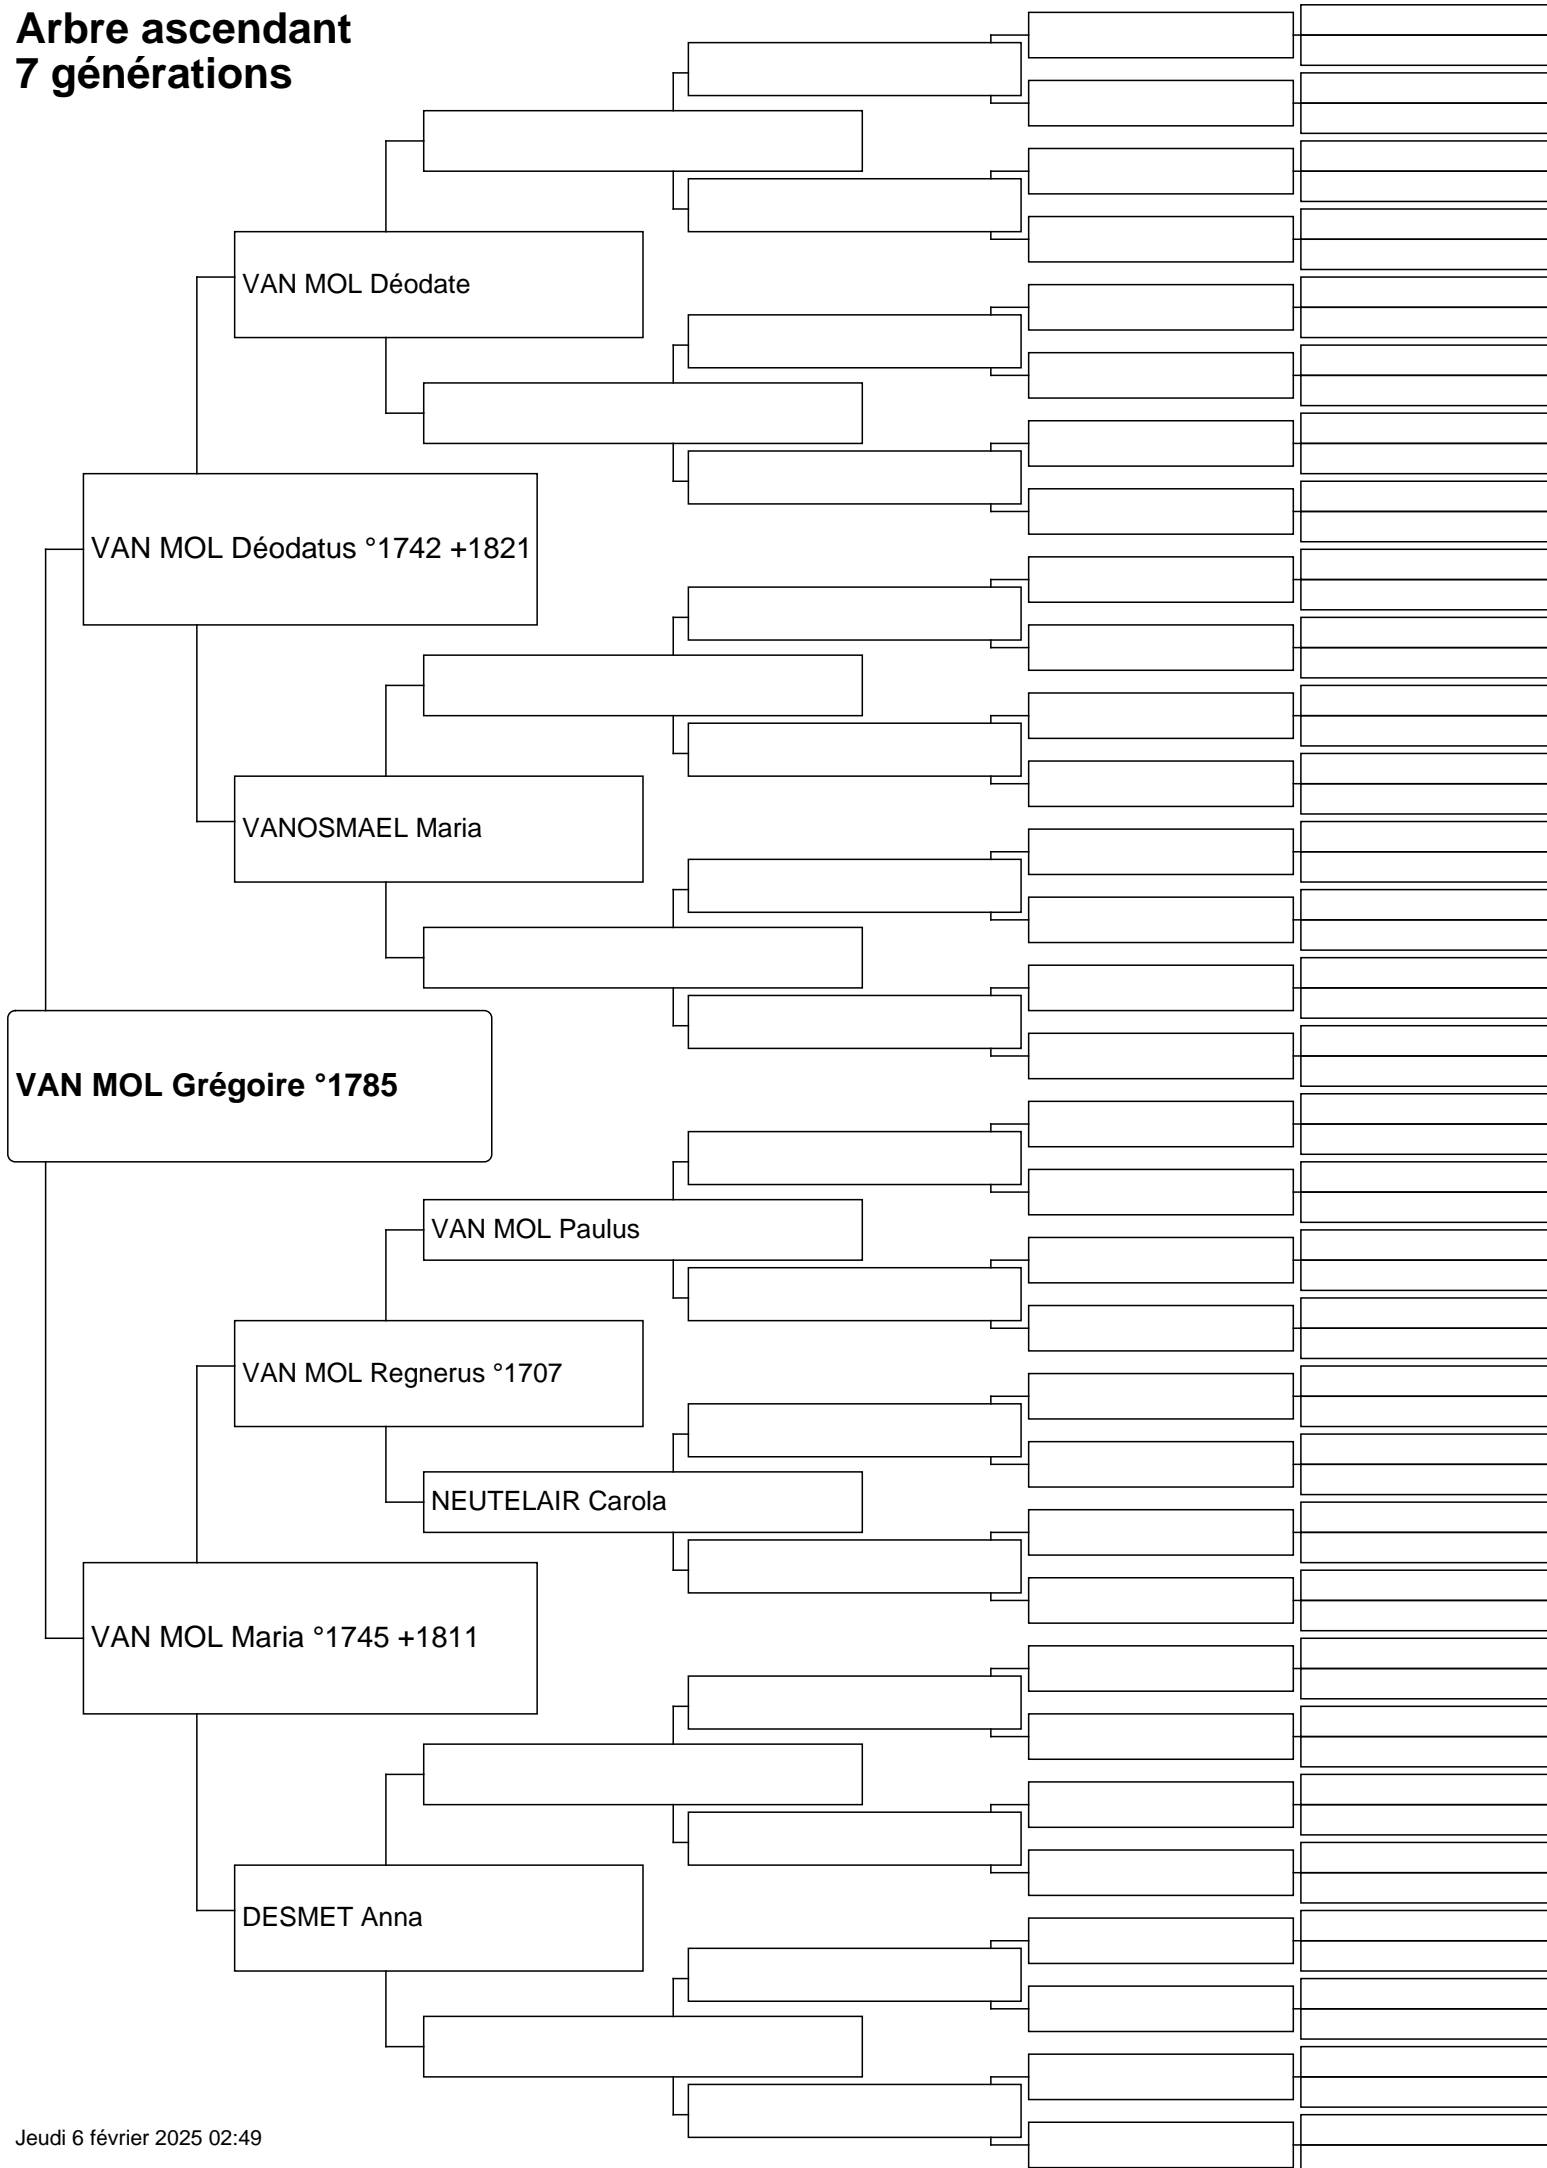 Arbre ascendant
7 générations
VAN MOL Déodate
VAN MOL Déodatus °1742 +1821
VANOSMAEL Maria
VAN MOL Grégoire °1785
VAN MOL Paulus
VAN MOL Regnerus °1707
NEUTELAIR Carola
VAN MOL Maria °1745 +1811
DESMET Anna
Jeudi 6 février 2025 02:49